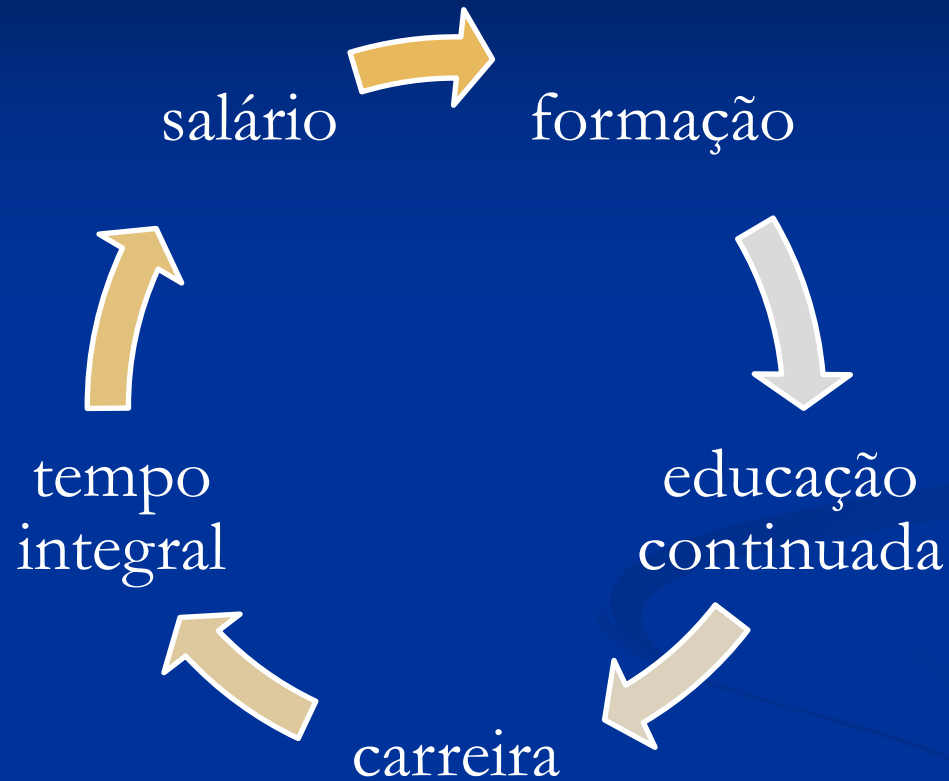 salário
formação
educação
continuada
carreira
tempo
integral